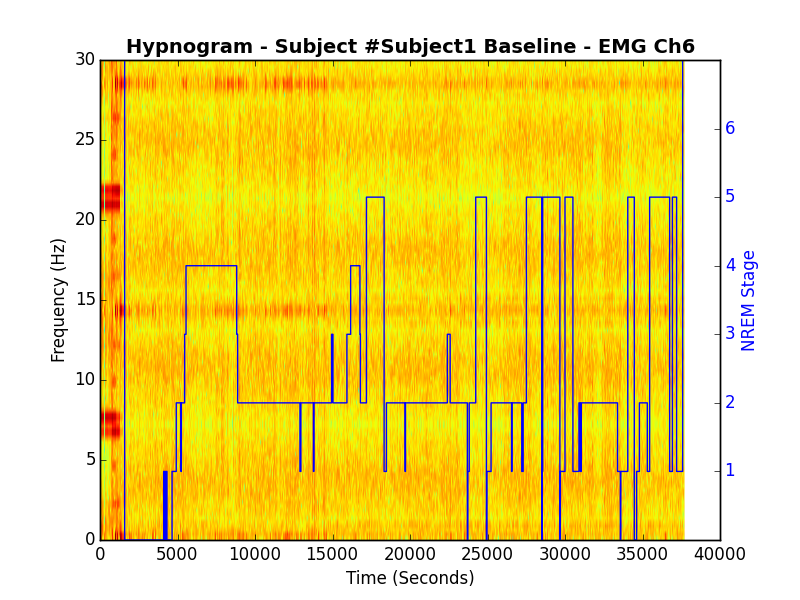 Hypnogram - Subject #Subject1 Baseline - EMG Ch6
30
25
20
15
10
5
0
Frequency (Hz)
6
5
4
3
2
1
NREM Stage
0 5000 10000 15000 20000 25000 30000 35000 40000
Time (Seconds)